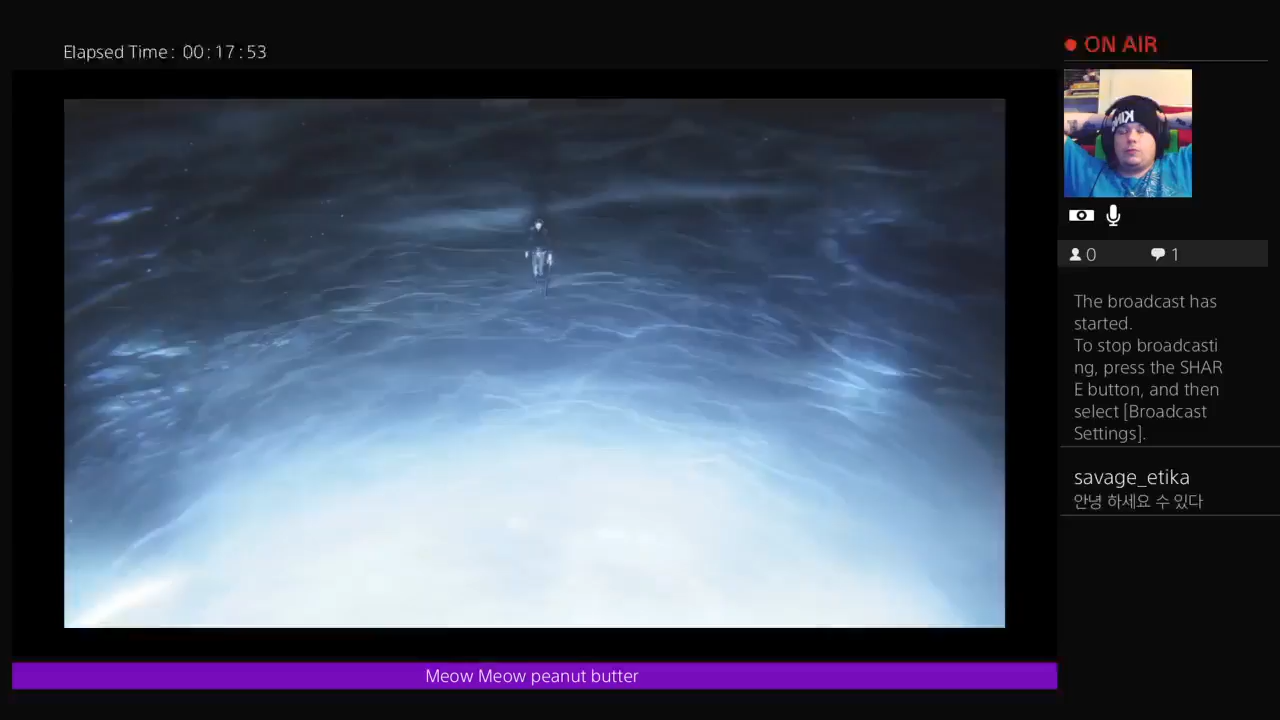 Elapsed Time: 00:17:53
ON AIR
0
1
The broadcast has
started.
To stop broadcasti
ng, press the SHAR
E button, and then
select [Broadcast
Settings].
savage_etika
안녕 하세요 수 있다
Meow Meow peanut butter